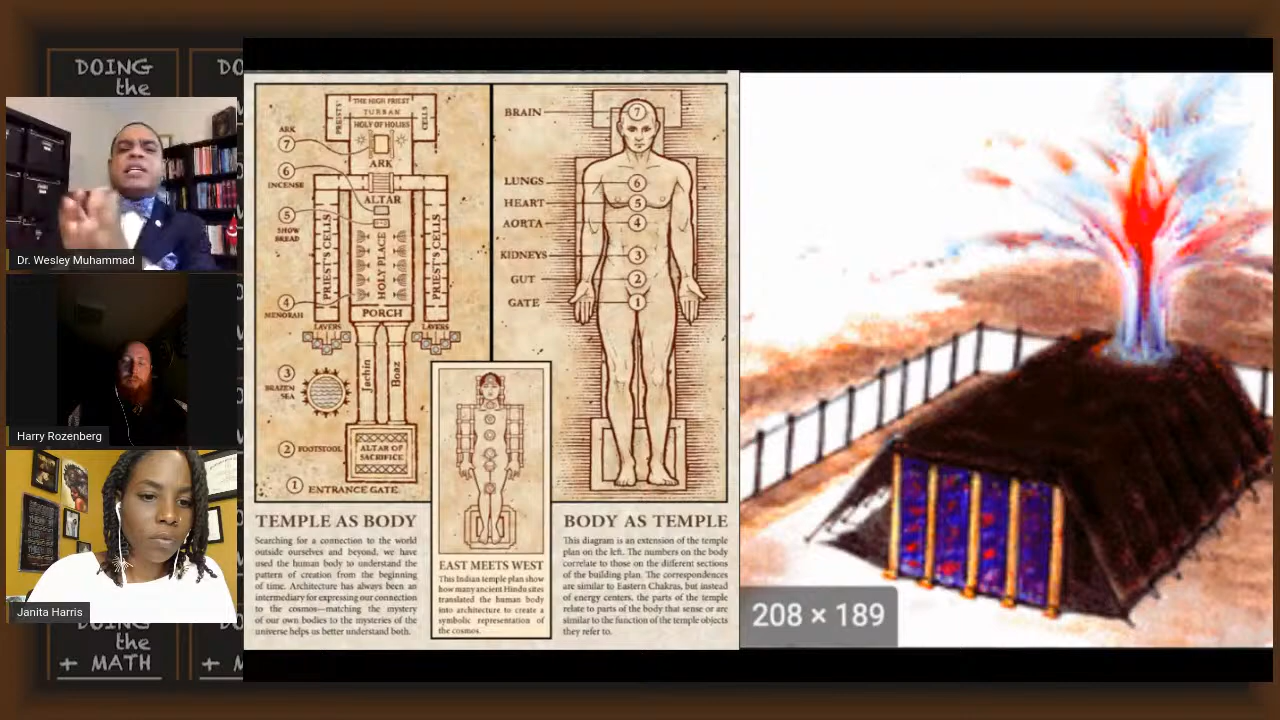 DOING
the
DO
Dr. Wesley Muhammad
Harry Rozenberg
Janita Harris
the
+ MATH
the
+ M
THE HIGH PRIEST
TURBAN
PRIESTS'
CELLS
HOLY OF HOLIES
ARK
7
ARK
6
INCENSE
ALTAR
5
SHOW
BREAD
PRIEST'S CELLS
HOLY PLACE
PRIEST'S CELLS
4
MENORAH
PORCH
LAVERS
LAVERS
3
BRAZEN
SEA
Jachin
Boaz
2 FOOTSTOOL
ALTAR OF
SACRIFICE
1 ENTRANCE GATE
BRAIN
7
LUNGS
6
HEART
5
AORTA
4
KIDNEYS
3
GUT
2
GATE
1
TEMPLE AS BODY
Searching for a connection to the world
outside ourselves and beyond, we have
used the human body to understand the
pattern of creation from the beginning
of time. Architecture has always been an
intermediary for expressing our connection
to the cosmos—matching the mystery
of our own bodies to the mysteries of the
universe helps us better understand both.
EAST MEETS WEST
This Indian temple plan show
how many ancient Hindu sites
translated the human body
into architecture to create a
symbolic representation of
the cosmos.
BODY AS TEMPLE
This diagram is an extension of the temple
plan on the left. The numbers on the body
correlate to those on the different sections
of the building plan. The correspondences
are similar to Eastern Chakras, but instead
of energy centers, the parts of the temple
relate to parts of the body that sense or are
similar to the function of the temple objects
they refer to.
208 × 189